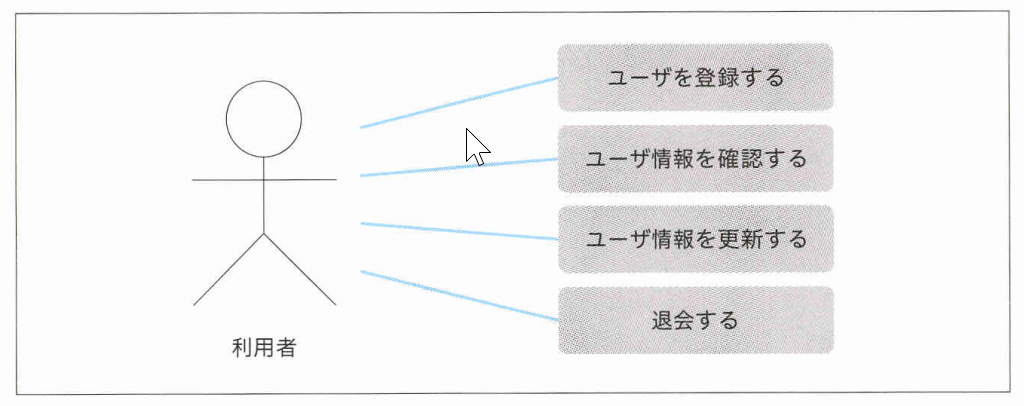 ユーザを登録する
ユーザ情報を確認する
ユーザ情報を更新する
退会する
利用者